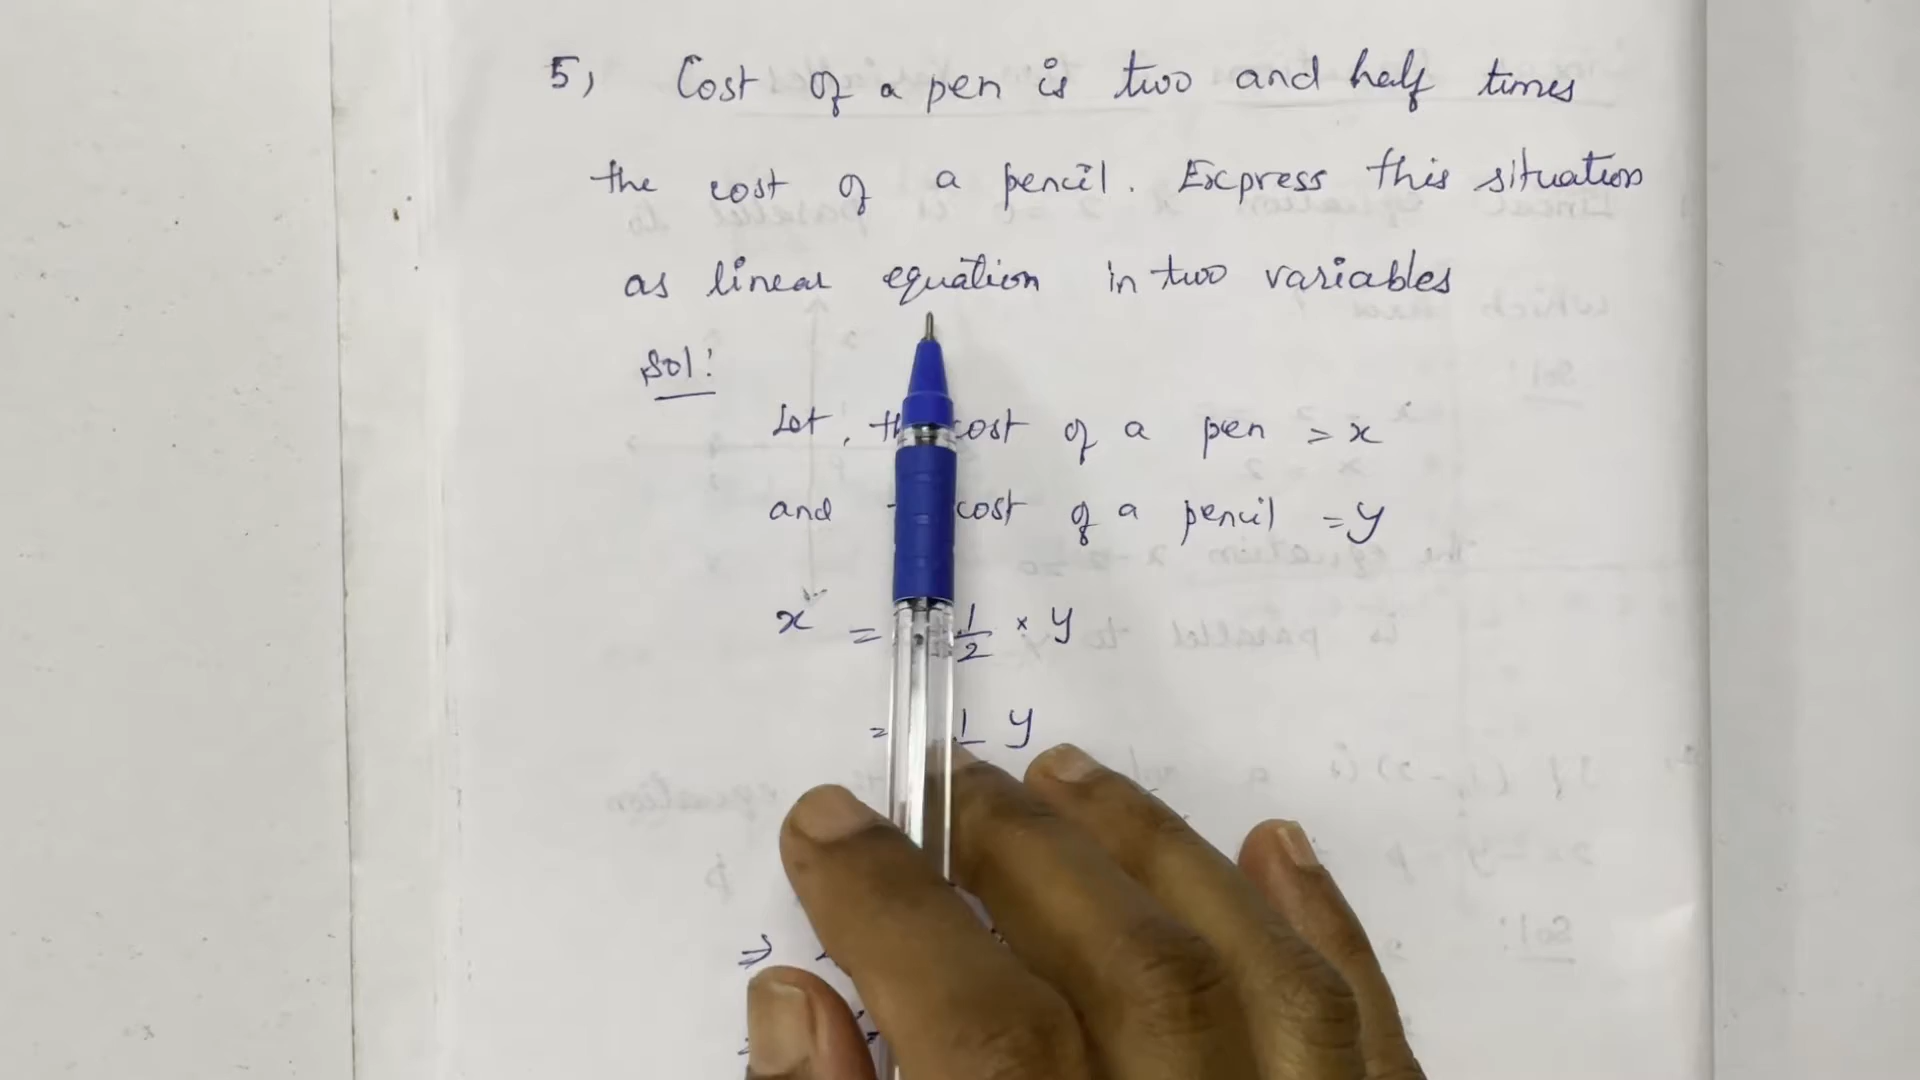 5) Cost of a pen is two and half times
the cost of a pencil. Express this situation
as linear equation in two variables
Sol:
Let, cost of a pen = x
and cost of a pencil = y
x = 1/2 × y
= 1 y
⇒